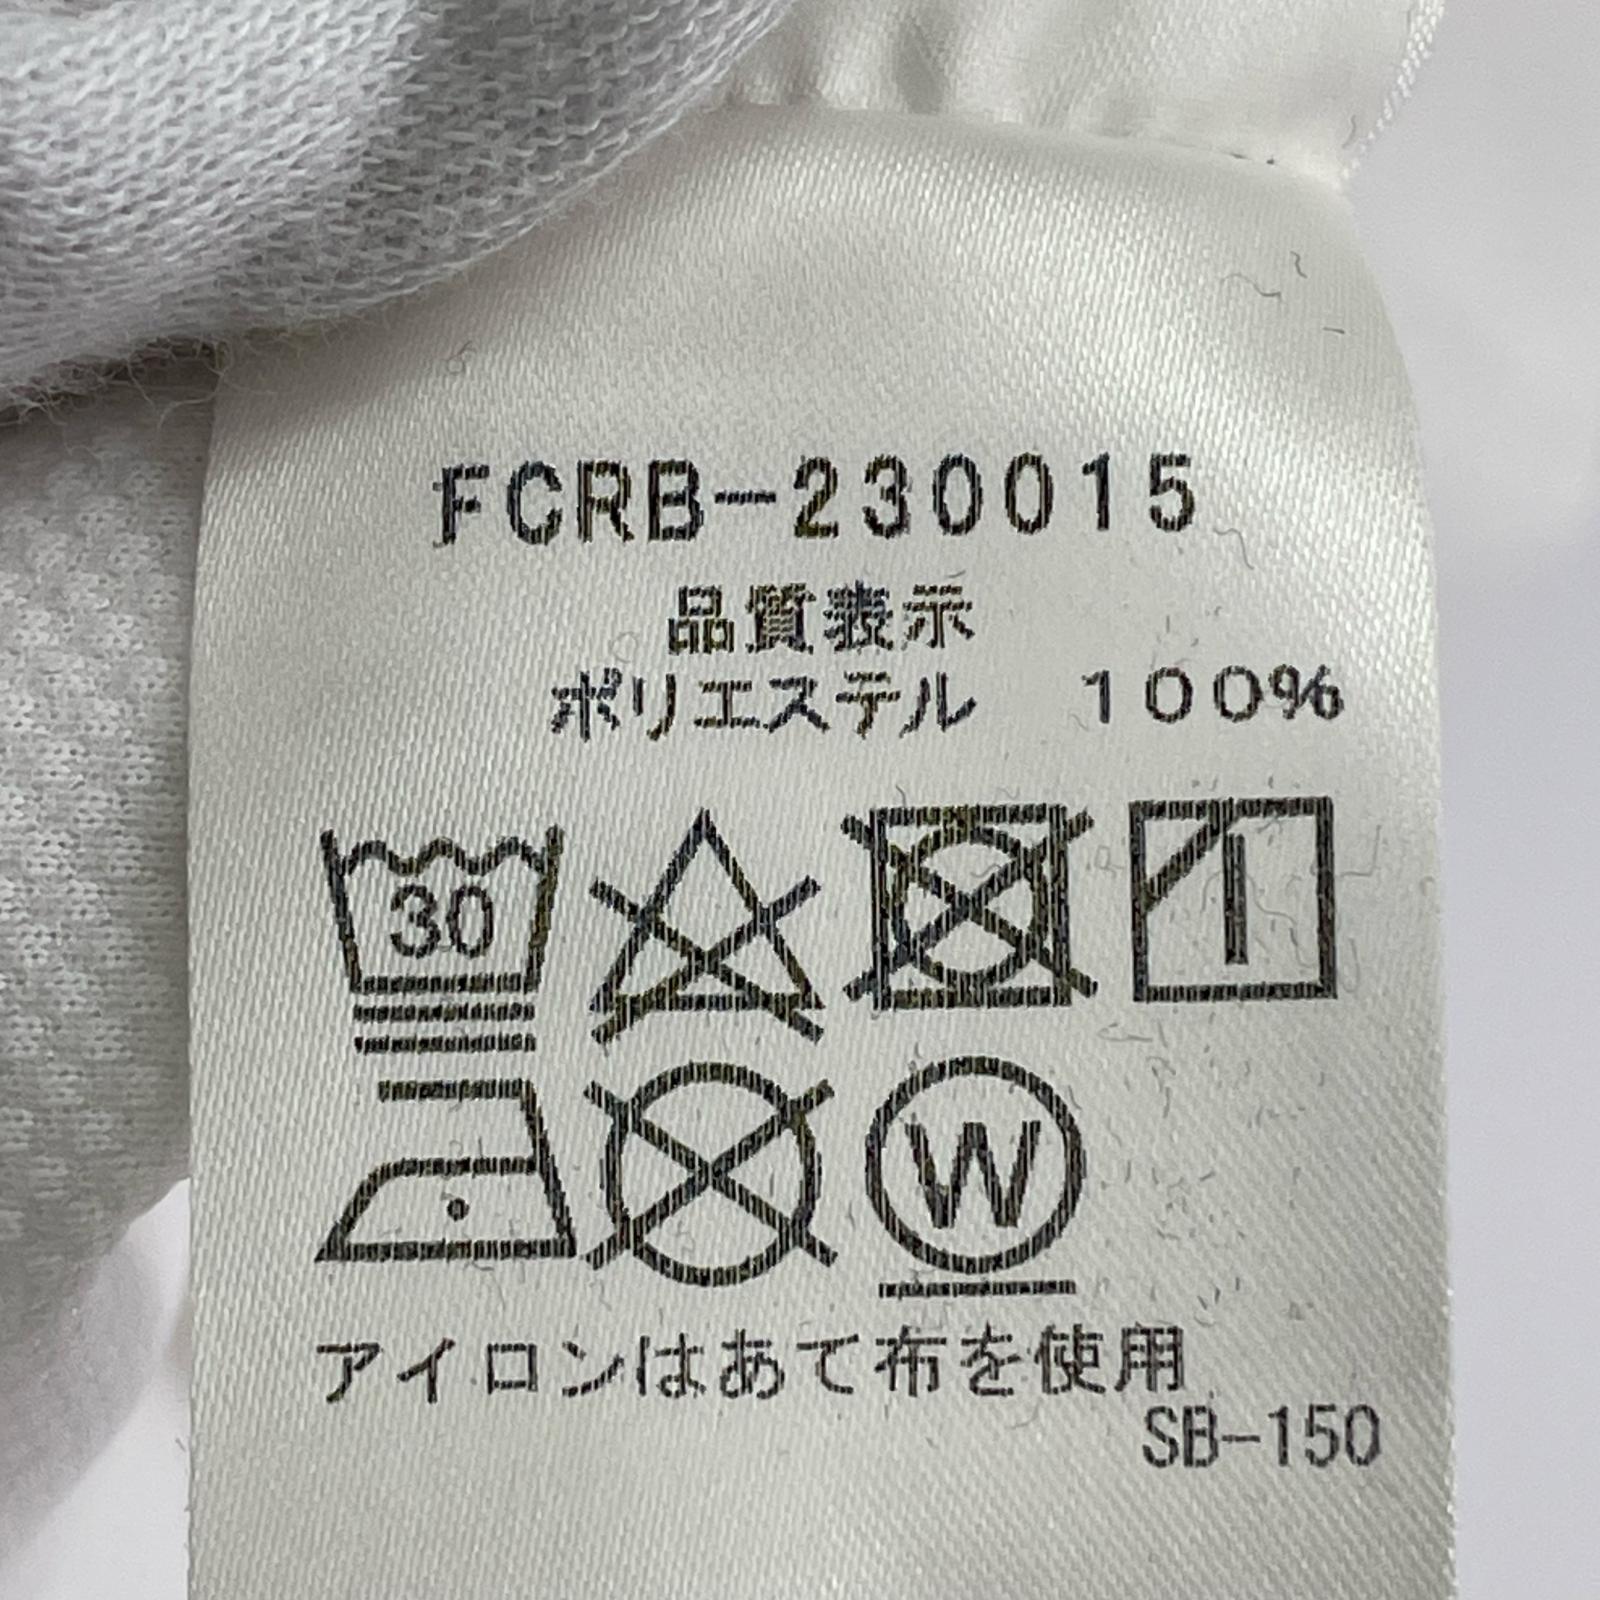 FCRB-230015
品質表示
ポリエステル　100%
30
W
アイロンはあて布を使用
SB-150